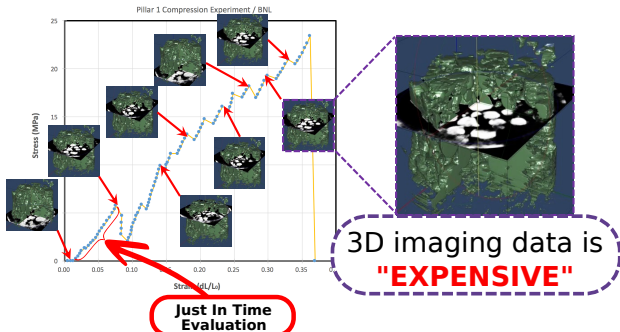 Pillar 1 Compression Experiment / BNL
25
20
15
10
5
0
Stress (MPa)
0.00
0.05
0.10
0.15
0.20
0.25
0.30
0.35
Strain (dL/L₀)
3D imaging data is
"EXPENSIVE"
Just In Time
Evaluation